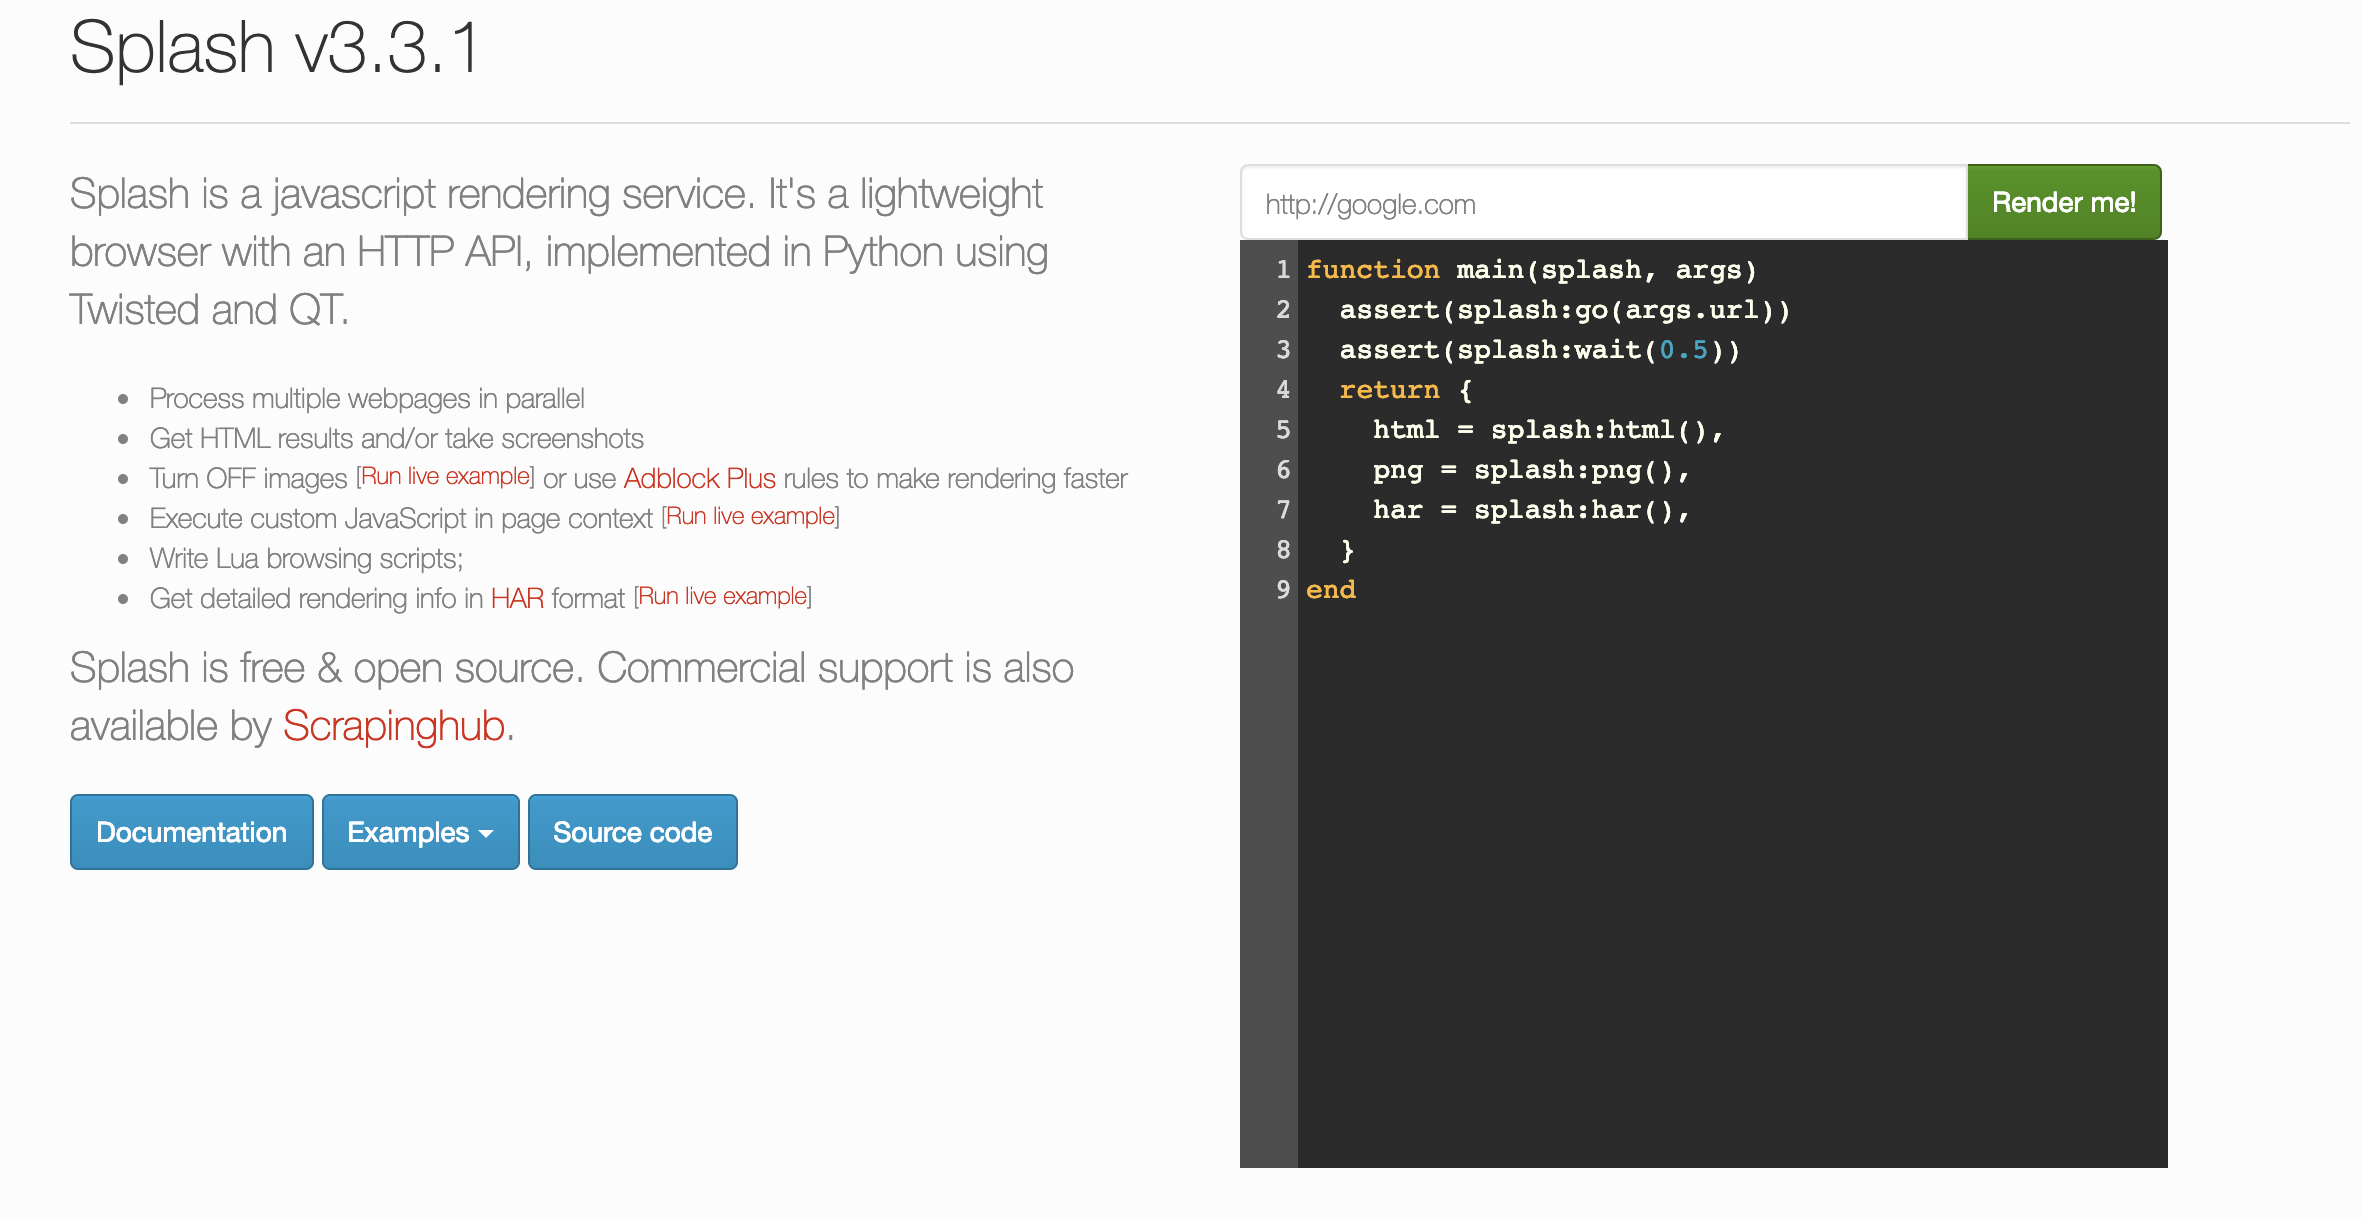 Splash v3.3.1
Splash is a javascript rendering service. It's a lightweight
browser with an HTTP API, implemented in Python using
Twisted and QT.
Process multiple webpages in parallel
Get HTML results and/or take screenshots
Turn OFF images [Run live example] or use Adblock Plus rules to make rendering faster
Execute custom JavaScript in page context [Run live example]
Write Lua browsing scripts;
Get detailed rendering info in HAR format [Run live example]
Splash is free & open source. Commercial support is also
available by Scrapinghub.
Documentation Examples Source code
http://google.com Render me!
1 function main(splash, args)
2   assert(splash:go(args.url))
3   assert(splash:wait(0.5))
4   return {
5     html = splash:html(),
6     png = splash:png(),
7     har = splash:har(),
8   }
9 end